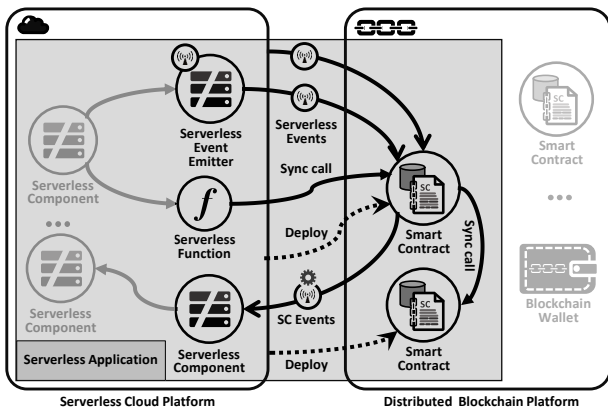 Serverless
Event
Emitter
Serverless
Events
Sync call
Serverless
Component
...
f
Serverless
Function
Deploy
SC
Smart
Contract
Sync call
SC
Smart
Contract
...
Serverless
Component
Serverless
Component
SC Events
Deploy
SC
Smart
Contract
Blockchain
Wallet
Serverless Application
Serverless Cloud Platform
Distributed Blockchain Platform